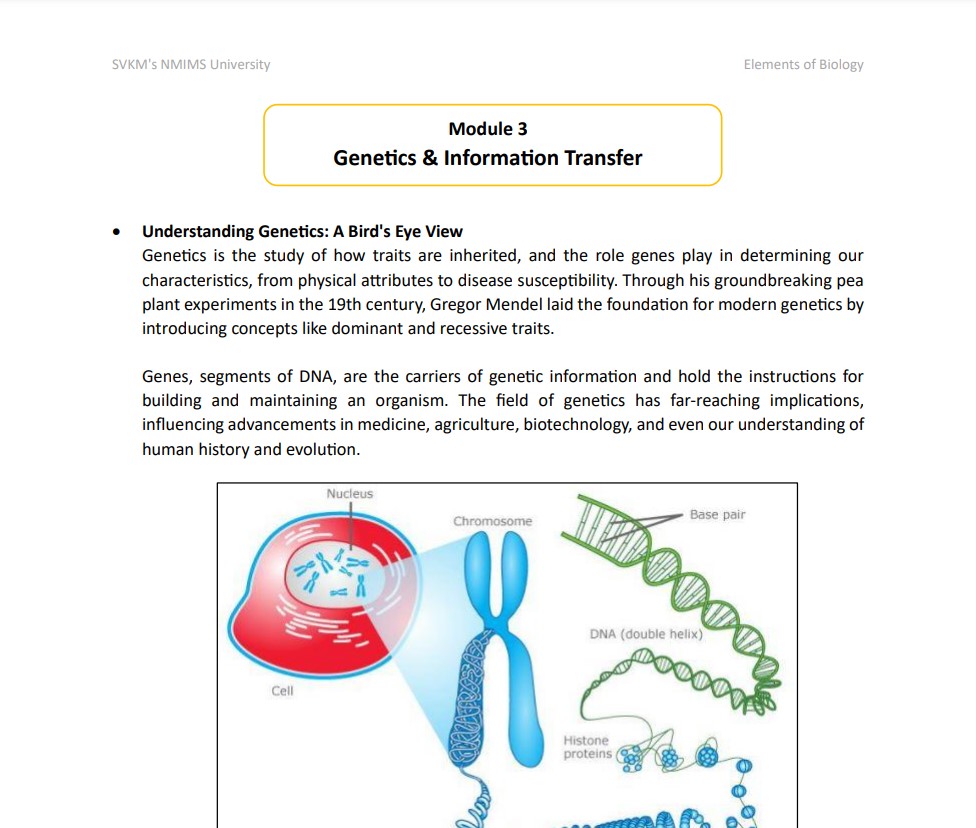 SVKM's NMIMS University
Elements of Biology
Module 3
Genetics & Information Transfer
• Understanding Genetics: A Bird's Eye View
Genetics is the study of how traits are inherited, and the role genes play in determining our
characteristics, from physical attributes to disease susceptibility. Through his groundbreaking pea
plant experiments in the 19th century, Gregor Mendel laid the foundation for modern genetics by
introducing concepts like dominant and recessive traits.
Genes, segments of DNA, are the carriers of genetic information and hold the instructions for
building and maintaining an organism. The field of genetics has far-reaching implications,
influencing advancements in medicine, agriculture, biotechnology, and even our understanding of
human history and evolution.
Nucleus
Chromosome
Base pair
DNA (double helix)
Cell
Histone
proteins